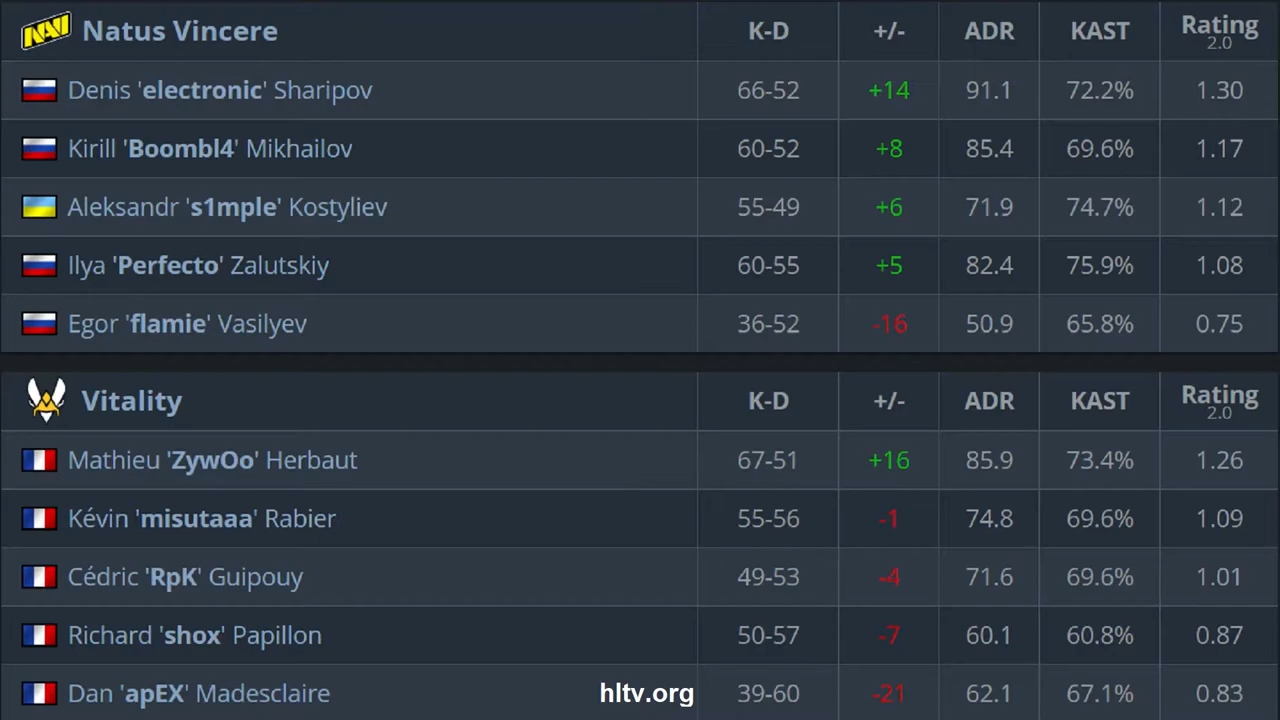 NAVI Natus Vincere K-D +/- ADR KAST Rating 2.0
Denis 'electronic' Sharipov 66-52 +14 91.1 72.2% 1.30
Kirill 'Boombl4' Mikhailov 60-52 +8 85.4 69.6% 1.17
Aleksandr 's1mple' Kostyliev 55-49 +6 71.9 74.7% 1.12
Ilya 'Perfecto' Zalutskiy 60-55 +5 82.4 75.9% 1.08
Egor 'flamie' Vasilyev 36-52 -16 50.9 65.8% 0.75
Vitality K-D +/- ADR KAST Rating 2.0
Mathieu 'ZywOo' Herbaut 67-51 +16 85.9 73.4% 1.26
Kévin 'misutaaa' Rabier 55-56 -1 74.8 69.6% 1.09
Cédric 'RpK' Guipouy 49-53 -4 71.6 69.6% 1.01
Richard 'shox' Papillon 50-57 -7 60.1 60.8% 0.87
Dan 'apEX' Madesclaire hltv.org 39-60 -21 62.1 67.1% 0.83